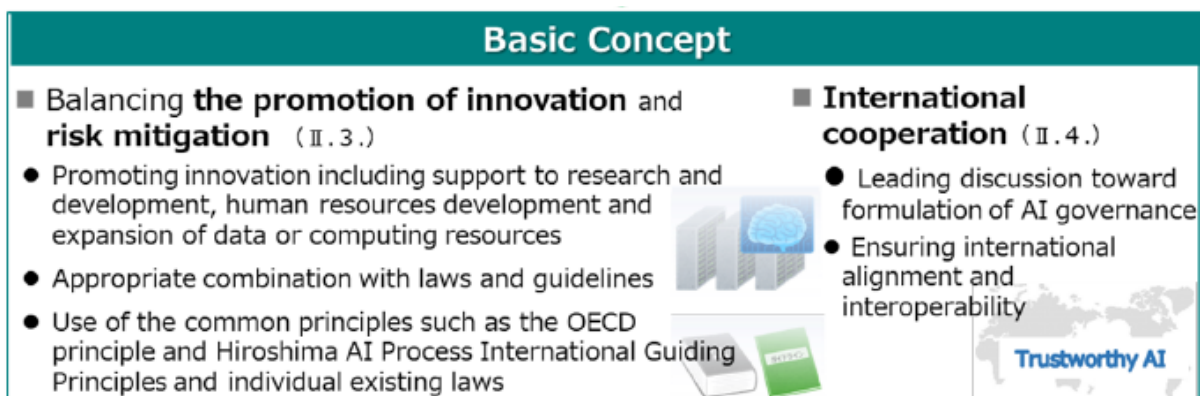 Basic Concept
■ Balancing the promotion of innovation and
risk mitigation （Ⅱ.3.）
● Promoting innovation including support to research and
development, human resources development and
expansion of data or computing resources
● Appropriate combination with laws and guidelines
● Use of the common principles such as the OECD
principle and Hiroshima AI Process International Guiding
Principles and individual existing laws
■ International
cooperation （Ⅱ.4.）
● Leading discussion toward
formulation of AI governance
● Ensuring international
alignment and
interoperability
Trustworthy AI